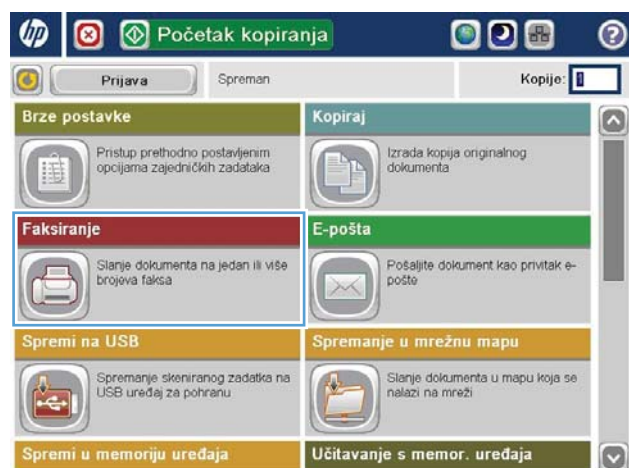 hp
Početak kopiranja
?
Prijava
Spreman
Kopije: 1
Brze postavke
Pristup prethodno postavljenim
opcijama zajedničkih zadataka
Kopiraj
Izrada kopija originalnog
dokumenta
Faksiranje
Slanje dokumenta na jedan ili više
brojeva faksa
E-pošta
Pošaljite dokument kao privitak e-
pošte
Spremi na USB
Spremanje skeniranog zadatka na
USB uređaj za pohranu
Spremanje u mrežnu mapu
Slanje dokumenta u mapu koja se
nalazi na mreži
Spremi u memoriju uređaja
Učitavanje s memor. uređaja